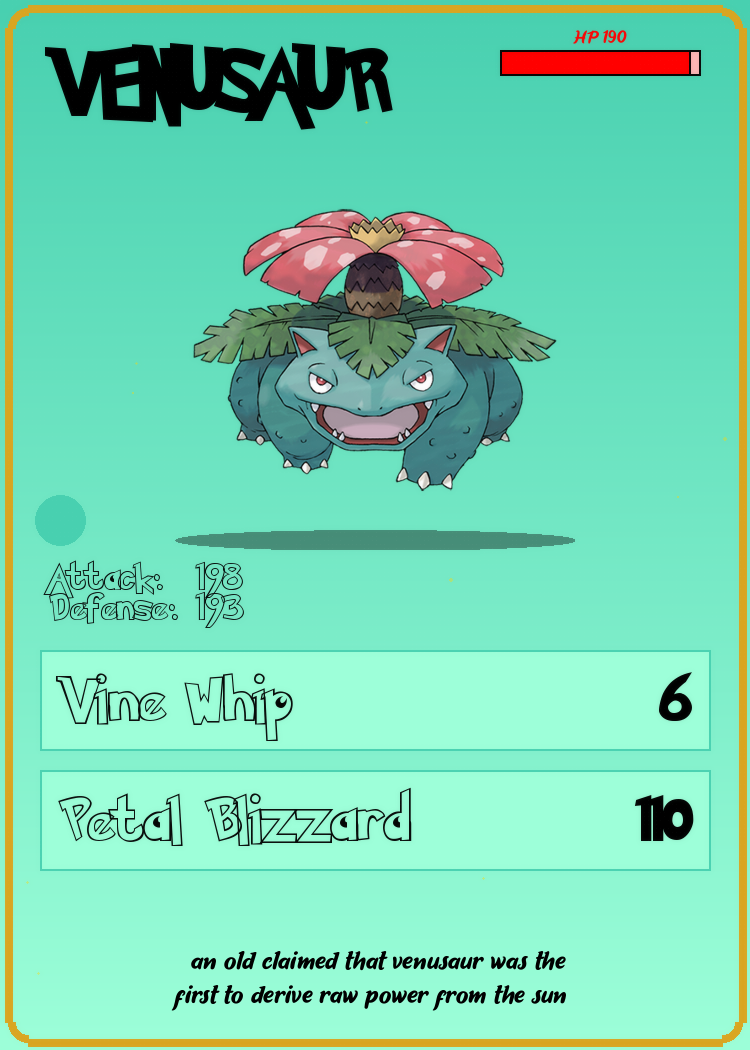 VENUSAUR
HP 190
Attack: 198
Defense: 193
Vine Whip 6
Petal Blizzard 110
an old claimed that venusaur was the
first to derive raw power from the sun